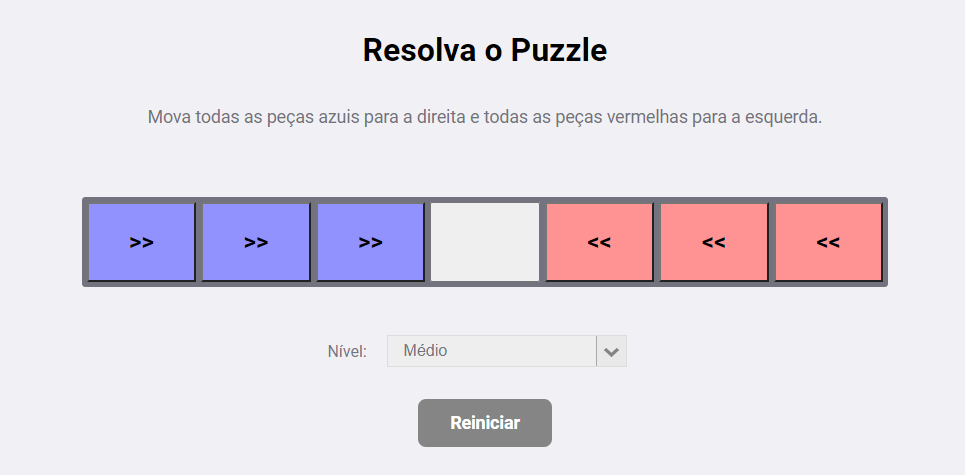 Resolva o Puzzle
Mova todas as peças azuis para a direita e todas as peças vermelhas para a esquerda.
>> >> >> << << <<
Nível: Médio
Reiniciar